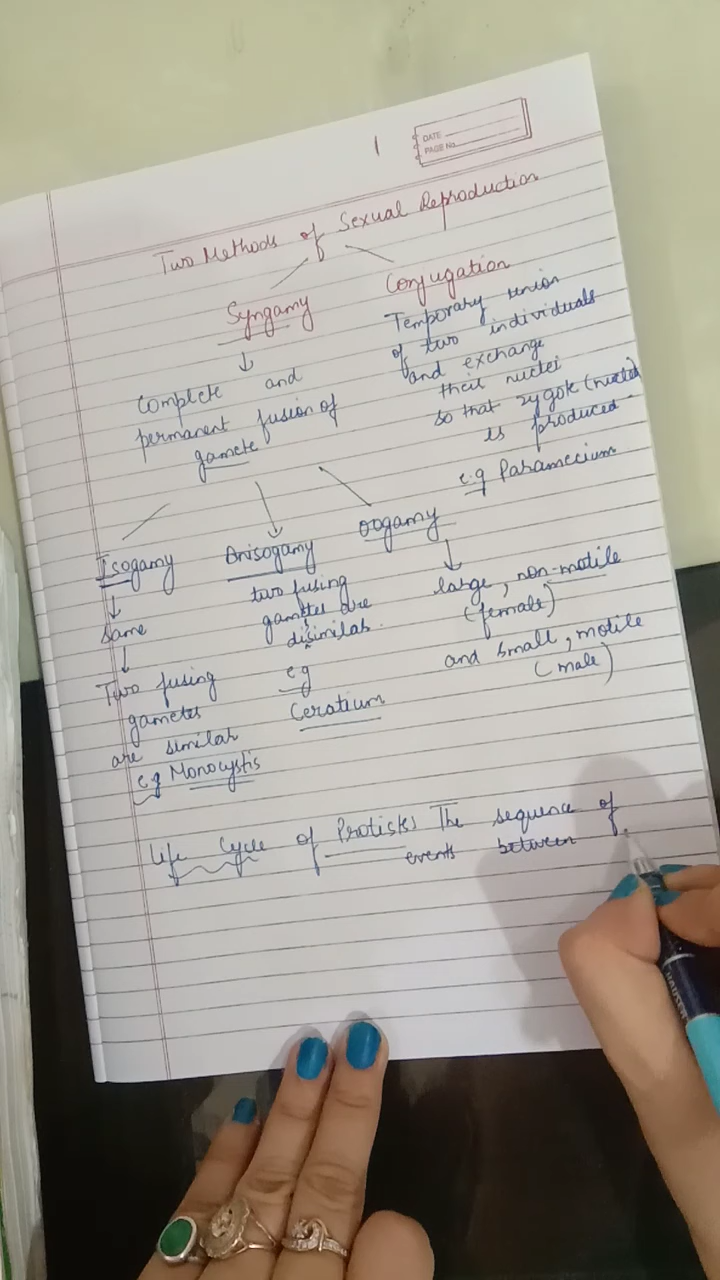 1
DATE
PAGE No.
Two Methods of Sexual Reproduction
Syngamy
Complete and
permanent fusion of
gamete
Conjugation
Temporary union
of two individuals
and exchange
their nuclei
so that zygote (nuclei)
is produced.
e.g Paramecium
Isogamy
Same
Two fusing
gametes
are similar
e.g Monocystis
Anisogamy
two fusing
gametes are
disimilar.
eg
Ceratium
oogamy
large, non-motile
(female)
and small, motile
(male)
Life Cycle of Protists The sequence of
events between